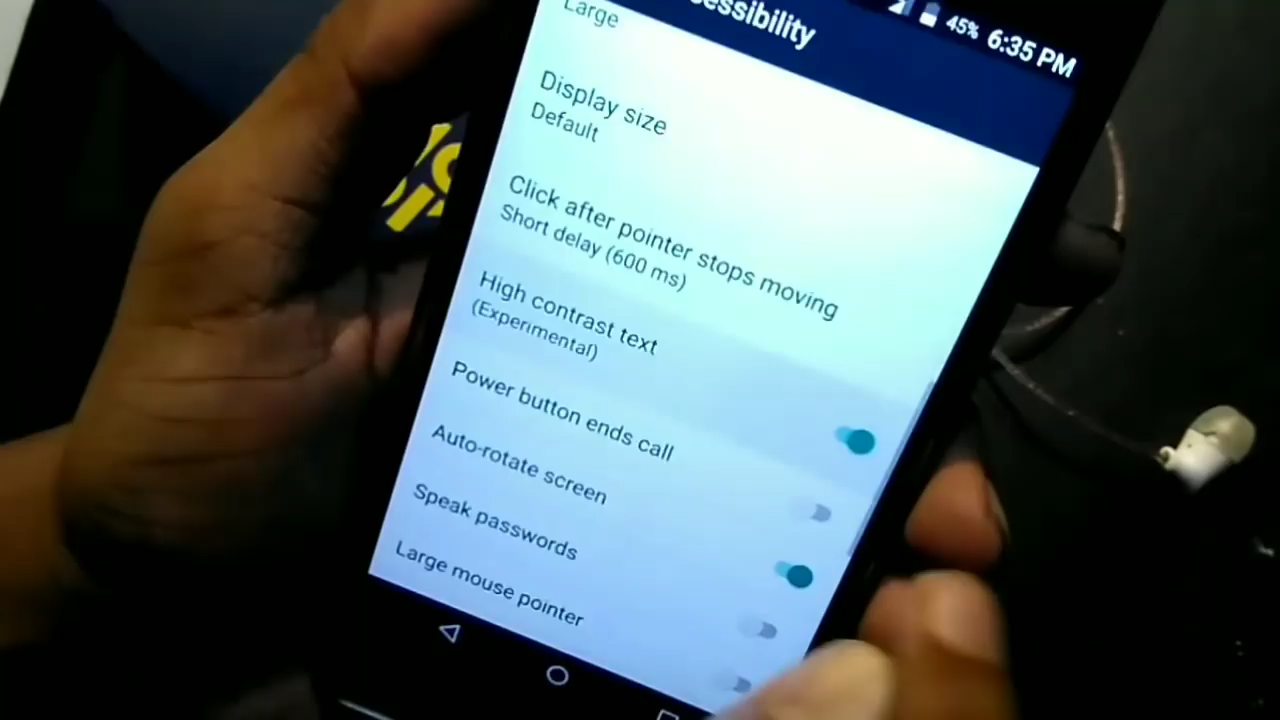 45% 6:35 PM
cessibility
Large
Display size
Default
Click after pointer stops moving
Short delay (600 ms)
High contrast text
(Experimental)
Power button ends call
Auto-rotate screen
Speak passwords
Large mouse pointer